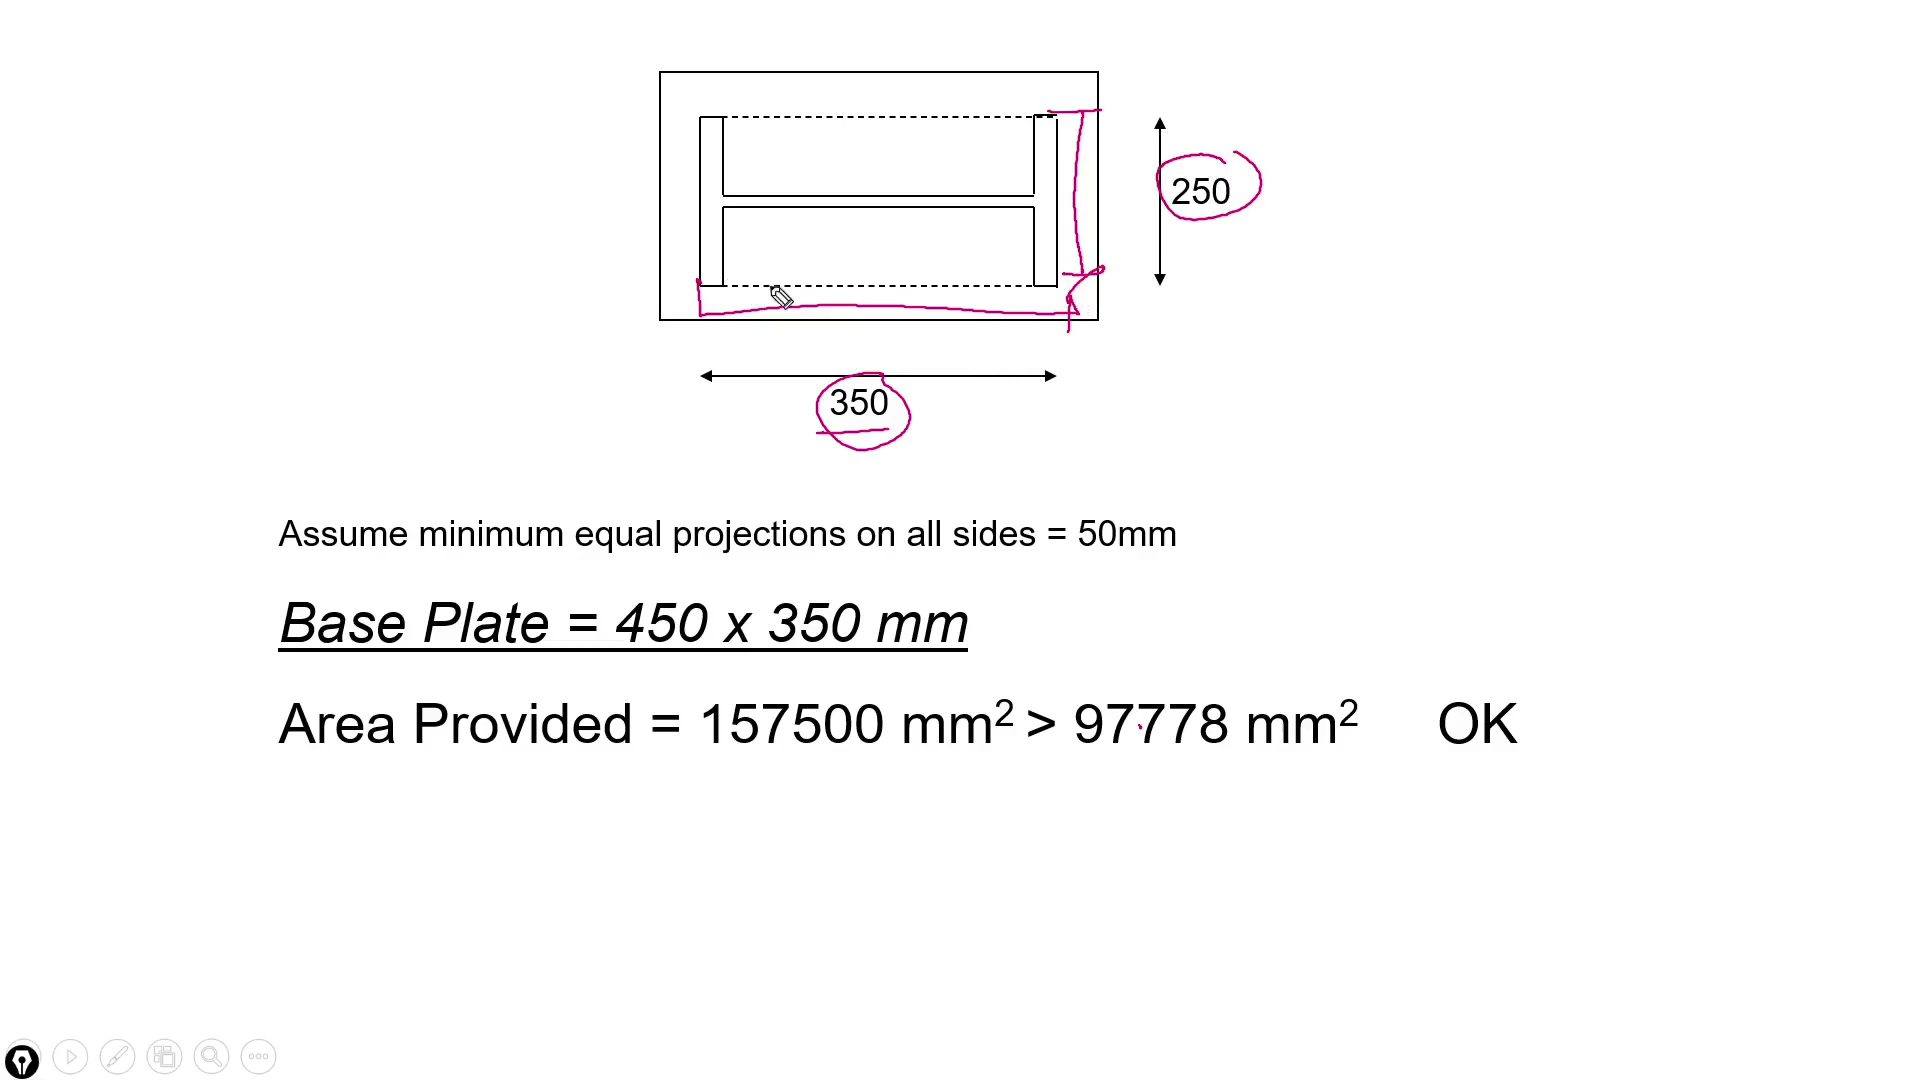 250
350
Assume minimum equal projections on all sides = 50mm
Base Plate = 450 x 350 mm
Area Provided = 157500 mm² > 97778 mm² OK